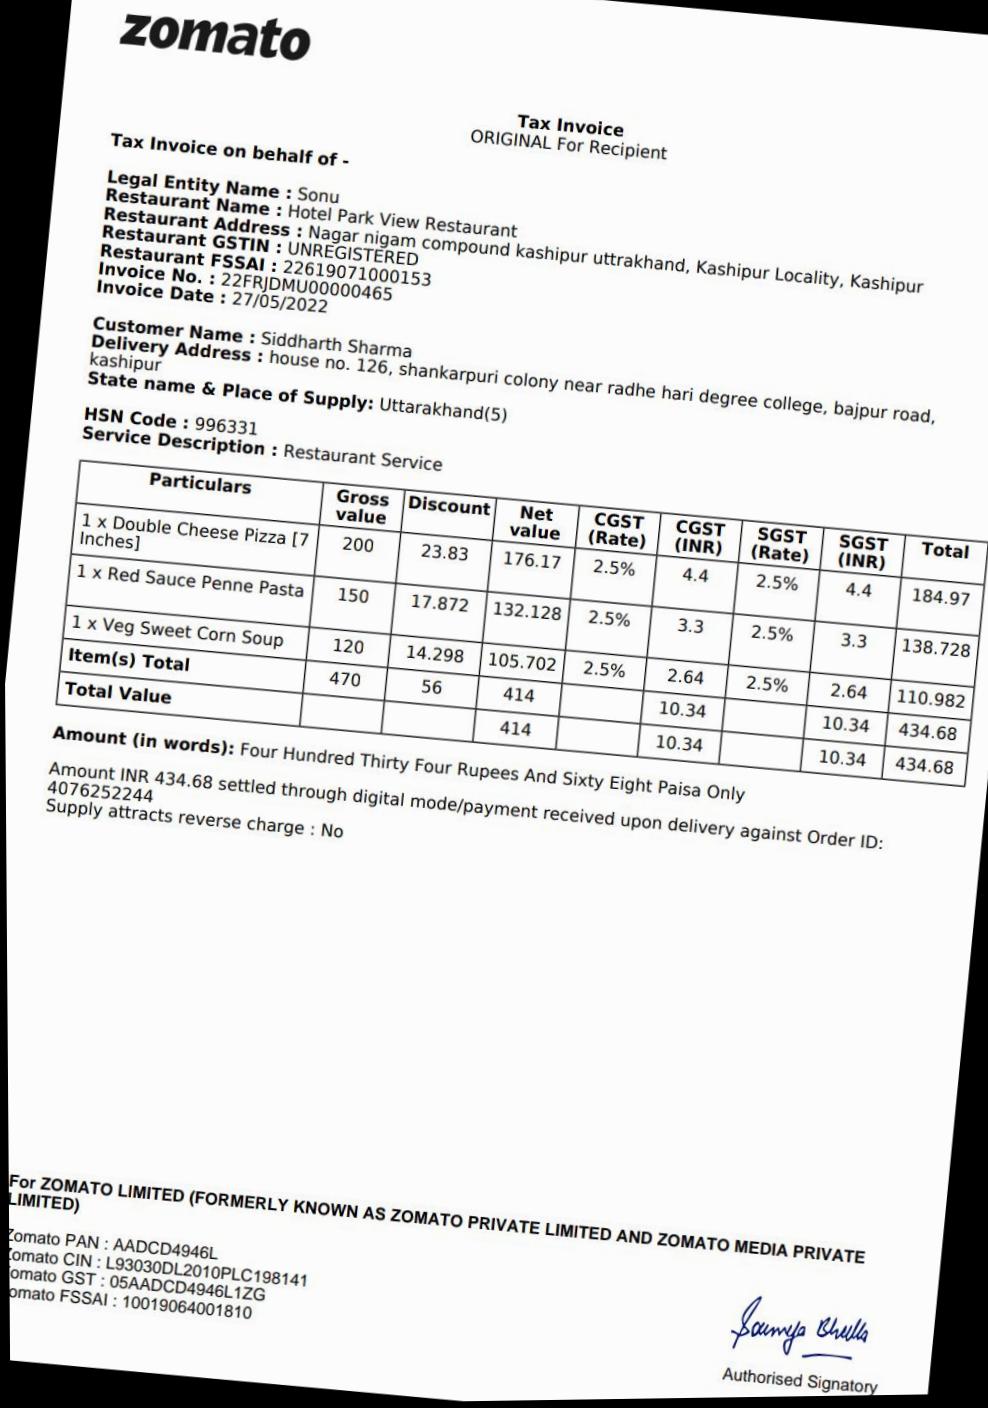 zomato
Tax Invoice
ORIGINAL For Recipient
Tax Invoice on behalf of -
Legal Entity Name : Sonu
Restaurant Name : Hotel Park View Restaurant
Restaurant Address : Nagar nigam compound kashipur uttrakhand, Kashipur Locality, Kashipur
Restaurant GSTIN : UNREGISTERED
Restaurant FSSAI : 22619071000153
Invoice No. : 22FRJDMU00000465
Invoice Date : 27/05/2022
Customer Name : Siddharth Sharma
Delivery Address : house no. 126, shankarpuri colony near radhe hari degree college, bajpur road,
kashipur
State name & Place of Supply: Uttarakhand(5)
HSN Code : 996331
Service Description : Restaurant Service
Particulars Gross value Discount Net value CGST (Rate) CGST (INR) SGST (Rate) SGST (INR) Total
1 x Double Cheese Pizza [7 Inches] 200 23.83 176.17 2.5% 4.4 2.5% 4.4 184.97
1 x Red Sauce Penne Pasta 150 17.872 132.128 2.5% 3.3 2.5% 3.3 138.728
1 x Veg Sweet Corn Soup 120 14.298 105.702 2.5% 2.64 2.5% 2.64 110.982
Item(s) Total 470 56 414 10.34 10.34 434.68
Total Value 414 10.34 10.34 434.68
Amount (in words): Four Hundred Thirty Four Rupees And Sixty Eight Paisa Only
Amount INR 434.68 settled through digital mode/payment received upon delivery against Order ID:
4076252244
Supply attracts reverse charge : No
For ZOMATO LIMITED (FORMERLY KNOWN AS ZOMATO PRIVATE LIMITED AND ZOMATO MEDIA PRIVATE
LIMITED)
Zomato PAN : AADCD4946L
Zomato CIN : L93030DL2010PLC198141
omato GST : 05AADCD4946L1ZG
omato FSSAI : 10019064001810
Saumya Bhalla
Authorised Signatory